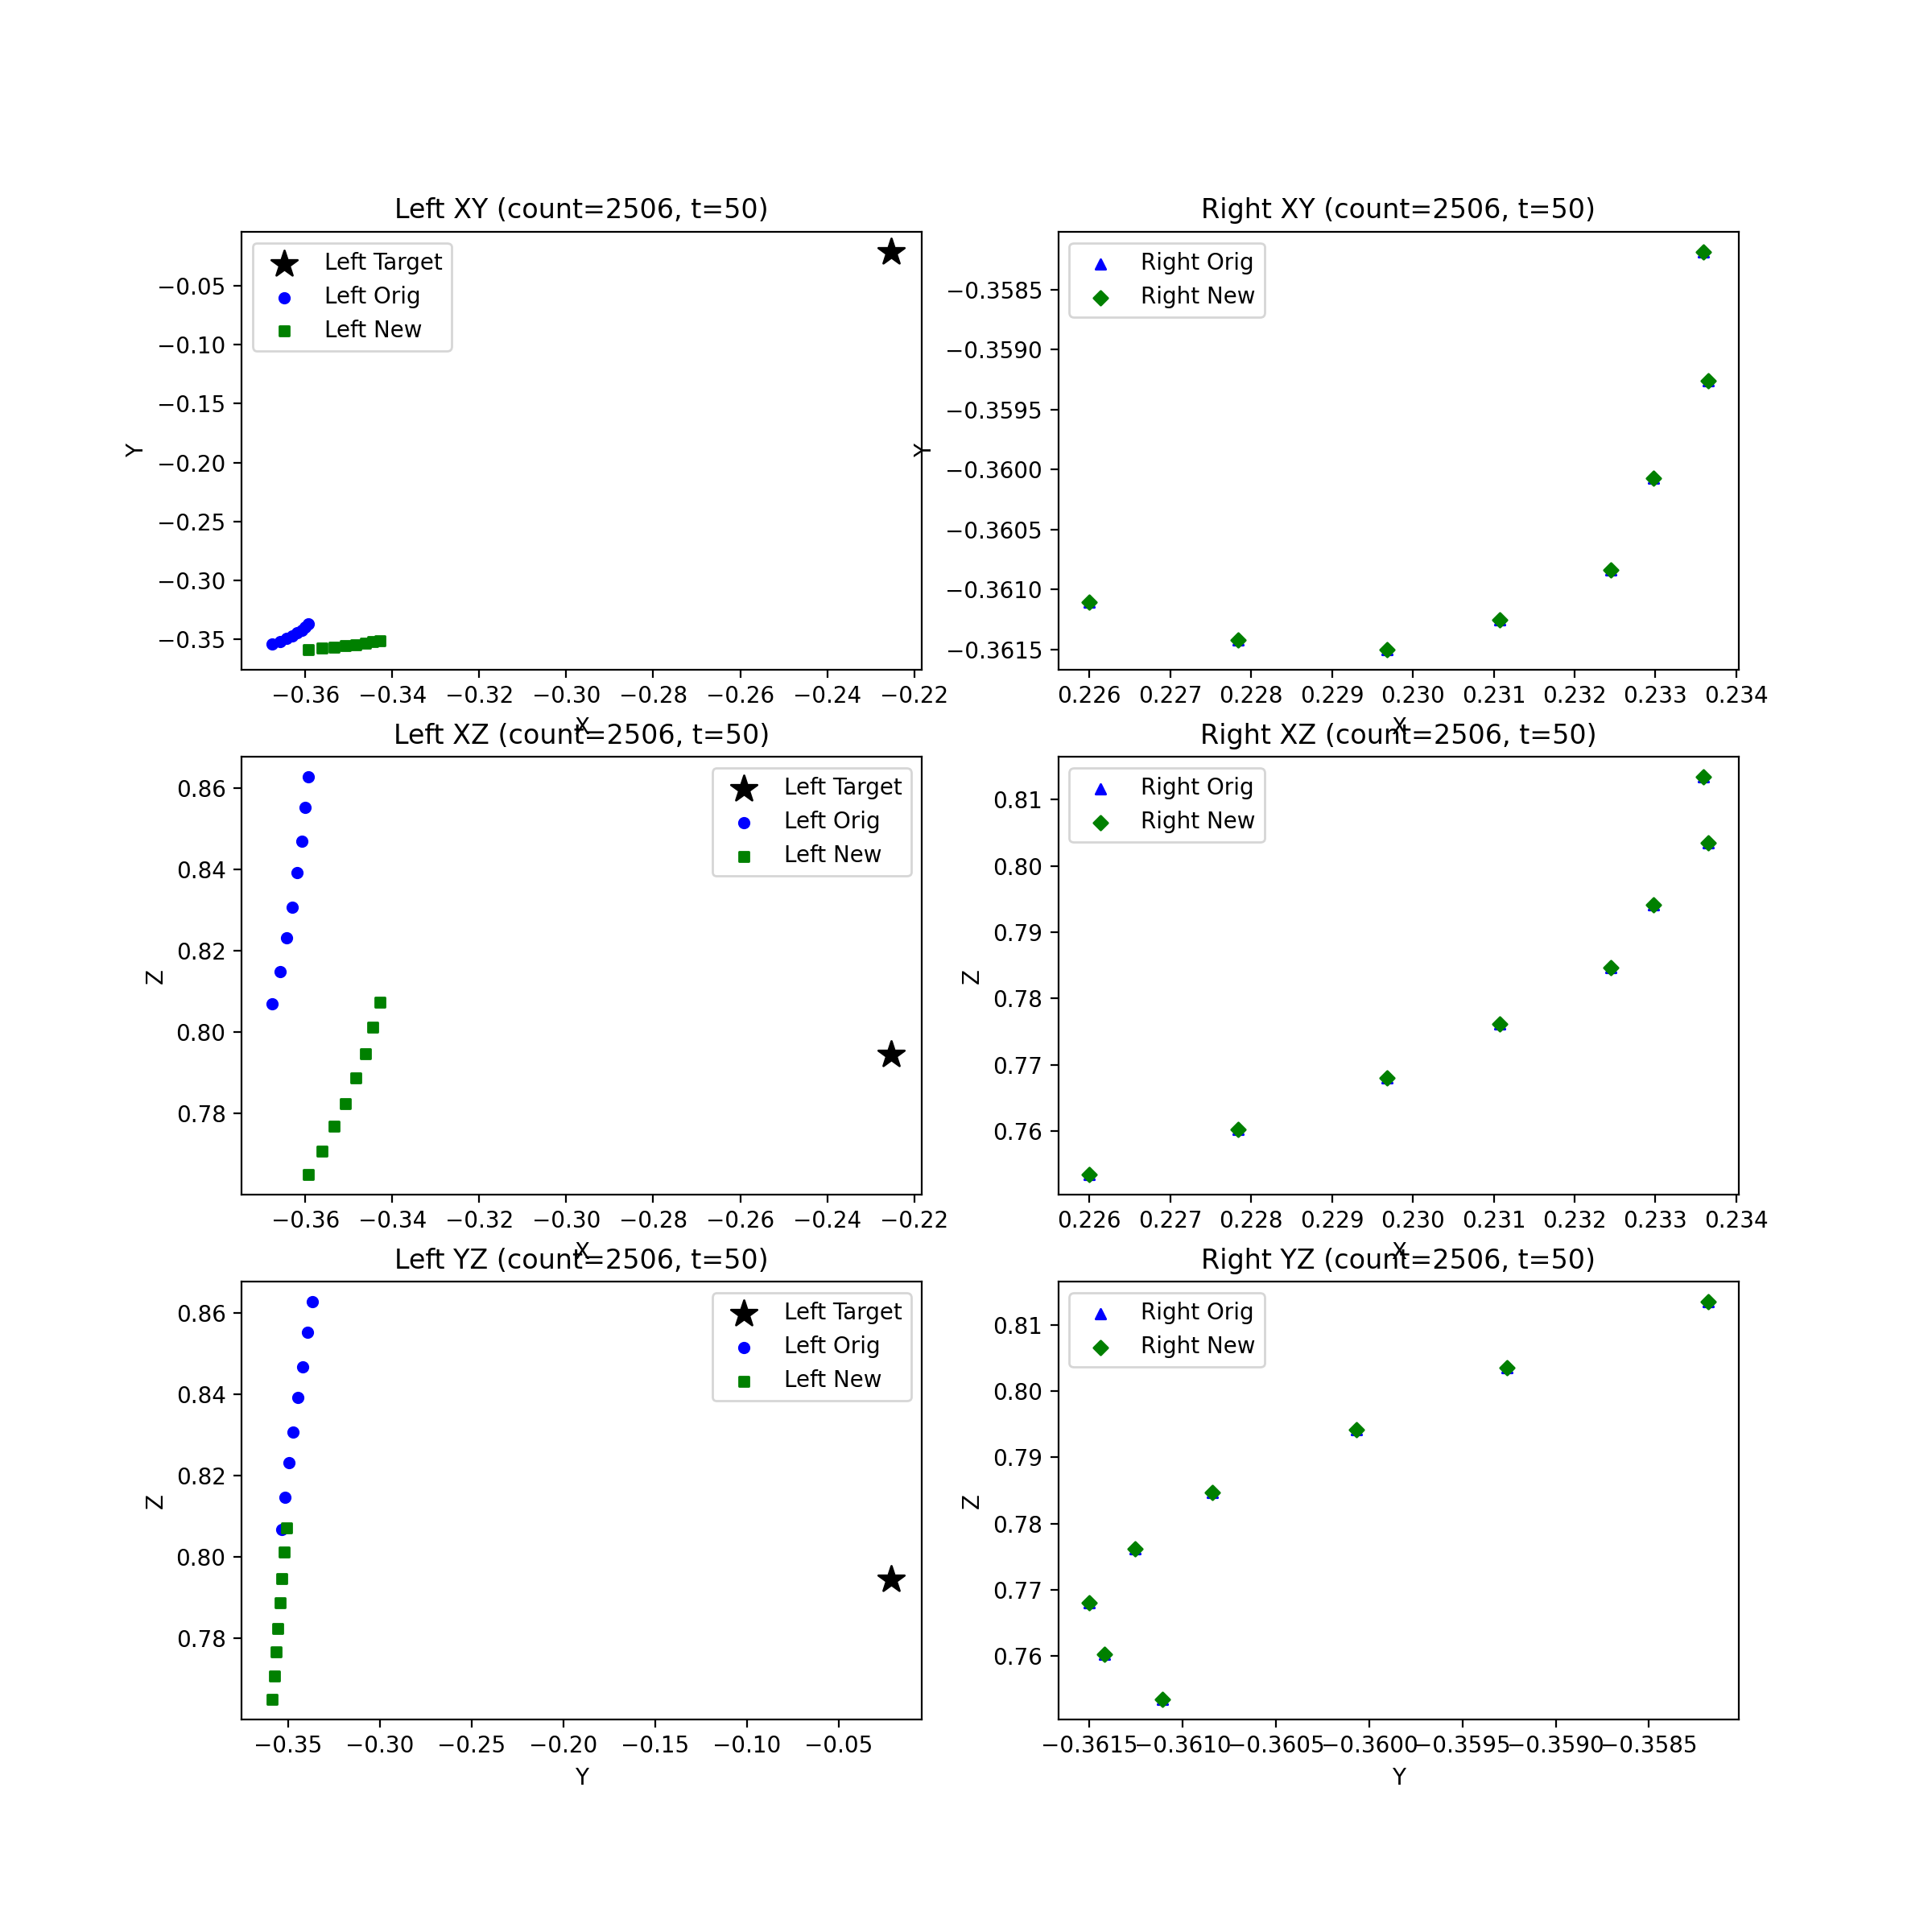 Left XY (count=2506, t=50)
Left Target
Left Orig
Left New
−0.05
−0.10
−0.15
−0.20
−0.25
−0.30
−0.35
Y
−0.36 −0.34 −0.32 −0.30 −0.28 −0.26 −0.24 −0.22
X
Right XY (count=2506, t=50)
Right Orig
Right New
−0.3585
−0.3590
−0.3595
−0.3600
−0.3605
−0.3610
−0.3615
Y
0.226 0.227 0.228 0.229 0.230 0.231 0.232 0.233 0.234
X
Left XZ (count=2506, t=50)
Left Target
Left Orig
Left New
0.86
0.84
0.82
0.80
0.78
Z
−0.36 −0.34 −0.32 −0.30 −0.28 −0.26 −0.24 −0.22
X
Right XZ (count=2506, t=50)
Right Orig
Right New
0.81
0.80
0.79
0.78
0.77
0.76
Z
0.226 0.227 0.228 0.229 0.230 0.231 0.232 0.233 0.234
X
Left YZ (count=2506, t=50)
Left Target
Left Orig
Left New
0.86
0.84
0.82
0.80
0.78
Z
−0.35 −0.30 −0.25 −0.20 −0.15 −0.10 −0.05
Y
Right YZ (count=2506, t=50)
Right Orig
Right New
0.81
0.80
0.79
0.78
0.77
0.76
Z
−0.3615 −0.3610 −0.3605 −0.3600 −0.3595 −0.3590 −0.3585
Y